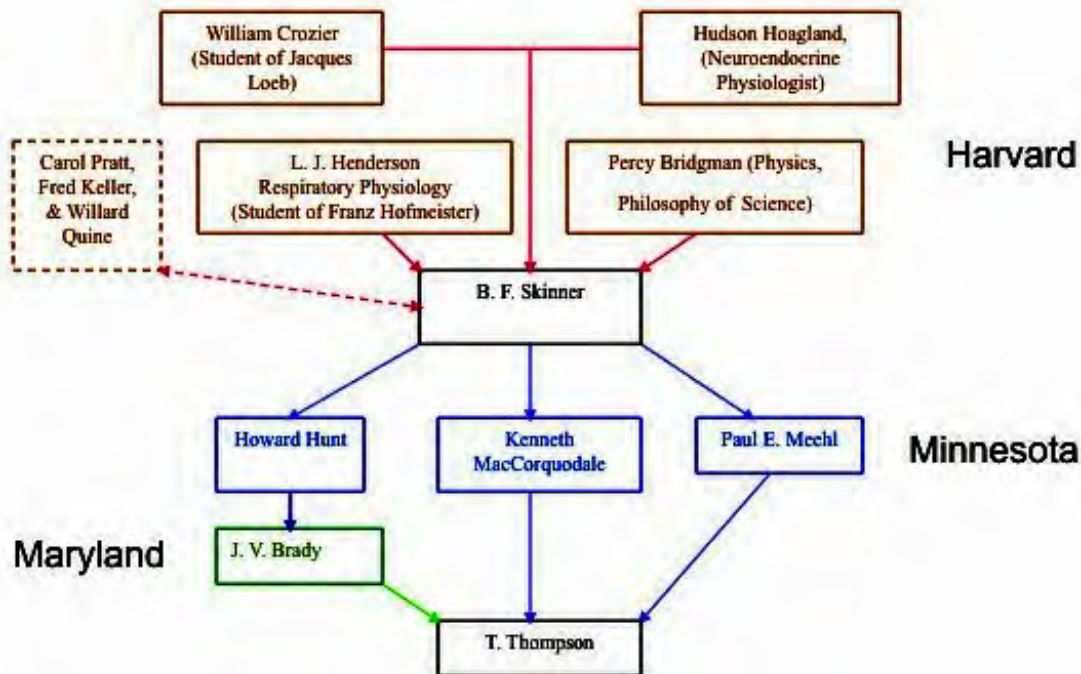 William Crozier
(Student of Jacques
Loeb)
Hudson Hoagland,
(Neuroendocrine
Physiologist)
Carol Pratt,
Fred Keller,
& Willard
Quine
L. J. Henderson
Respiratory Physiology
(Student of Franz Hofmeister)
Percy Bridgman (Physics,
Philosophy of Science)
Harvard
B. F. Skinner
Howard Hunt
Kenneth
MacCorquodale
Paul E. Meehl
Minnesota
Maryland
J. V. Brady
T. Thompson